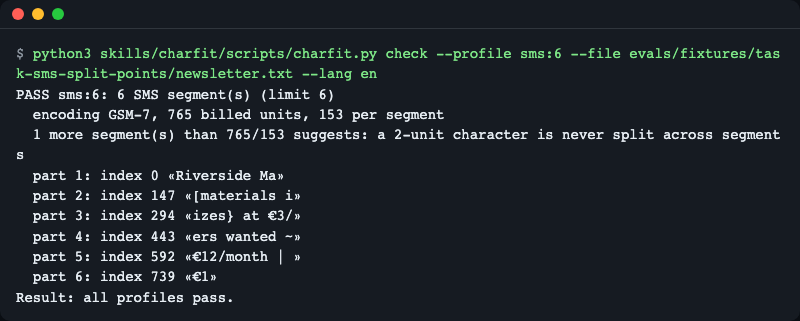 $ python3 skills/charfit/scripts/charfit.py check --profile sms:6 --file evals/fixtures/tas
k-sms-split-points/newsletter.txt --lang en
PASS sms:6: 6 SMS segment(s) (limit 6)
  encoding GSM-7, 765 billed units, 153 per segment
  1 more segment(s) than 765/153 suggests: a 2-unit character is never split across segment
s
  part 1: index 0 «Riverside Ma»
  part 2: index 147 «[materials i»
  part 3: index 294 «izes} at €3/»
  part 4: index 443 «ers wanted ~»
  part 5: index 592 «€12/month | »
  part 6: index 739 «€1»
Result: all profiles pass.